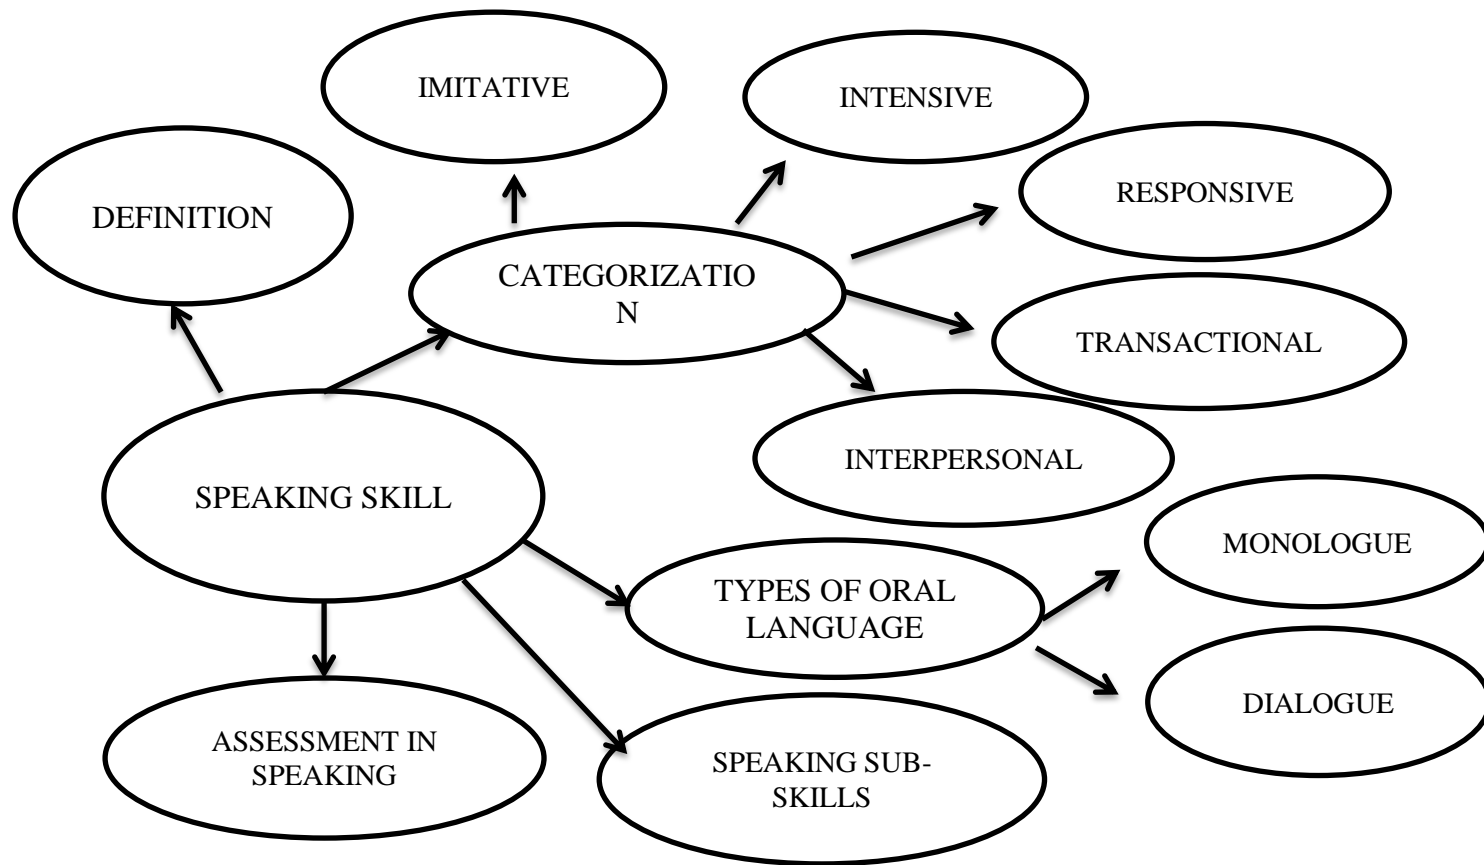 IMITATIVE
INTENSIVE
RESPONSIVE
DEFINITION
CATEGORIZATIO
N
TRANSACTIONAL
INTERPERSONAL
SPEAKING SKILL
MONOLOGUE
TYPES OF ORAL
LANGUAGE
DIALOGUE
ASSESSMENT IN
SPEAKING
SPEAKING SUB-
SKILLS